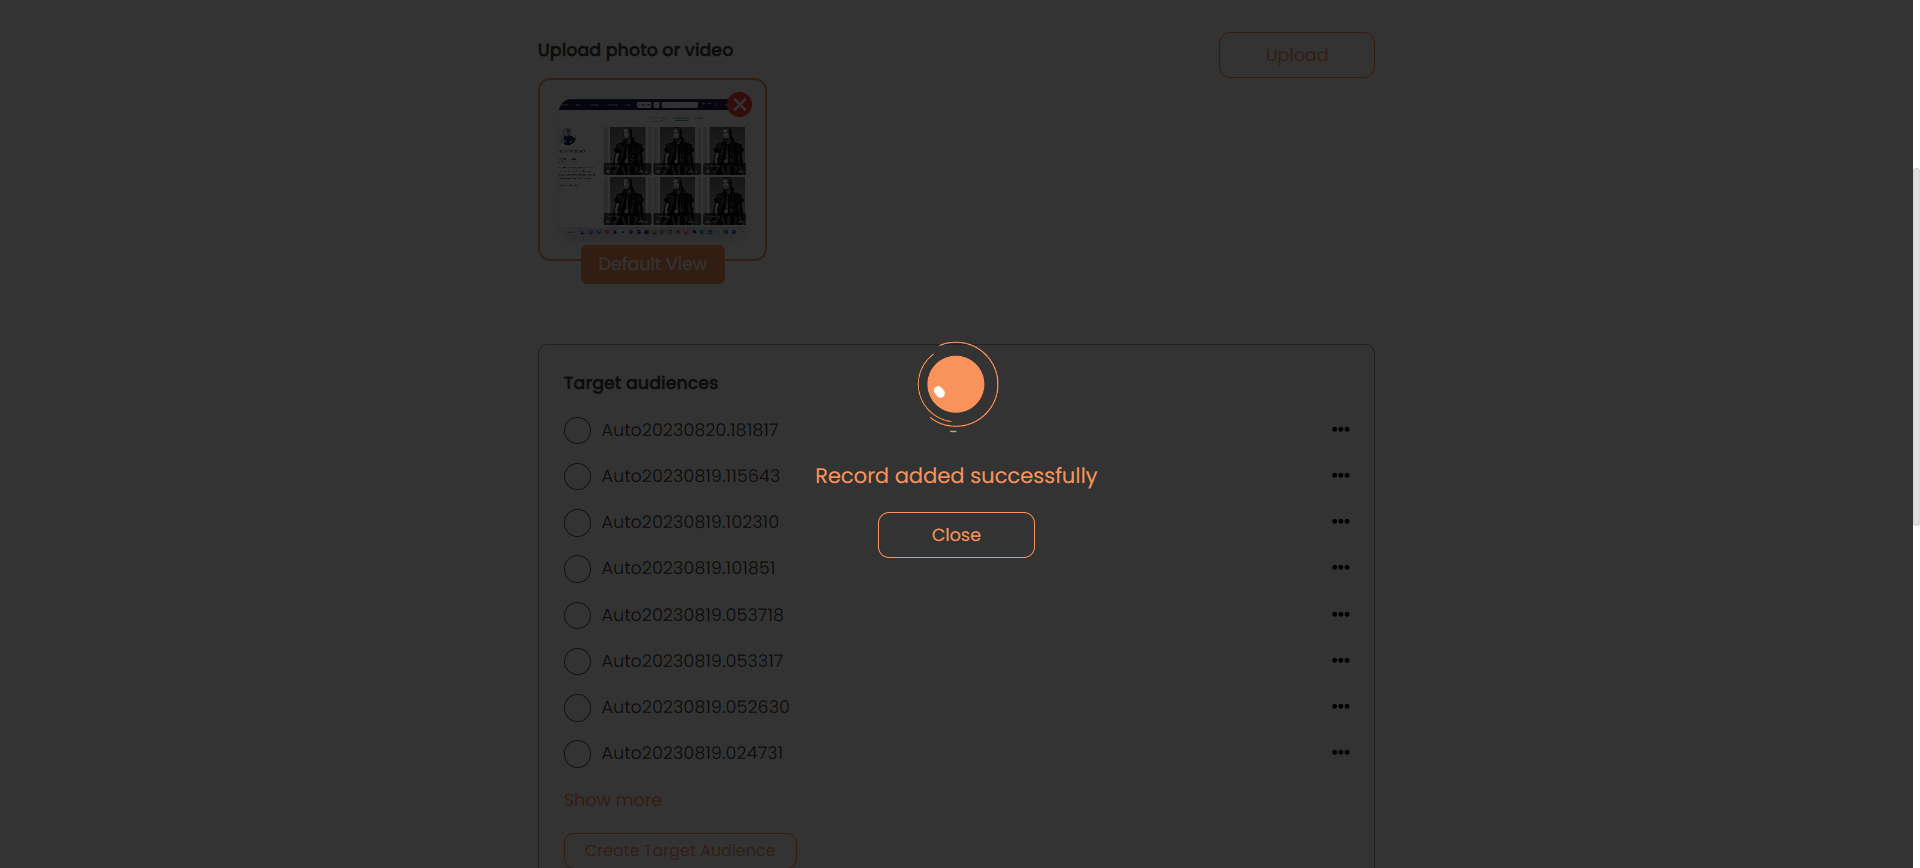 Upload photo or video
Upload
Default View
Target audiences
Auto20230820.181817
Auto20230819.115643
Record added successfully
Auto20230819.102310
Close
Auto20230819.101851
Auto20230819.053718
Auto20230819.053317
Auto20230819.052630
Auto20230819.024731
Show more
Create Target Audience